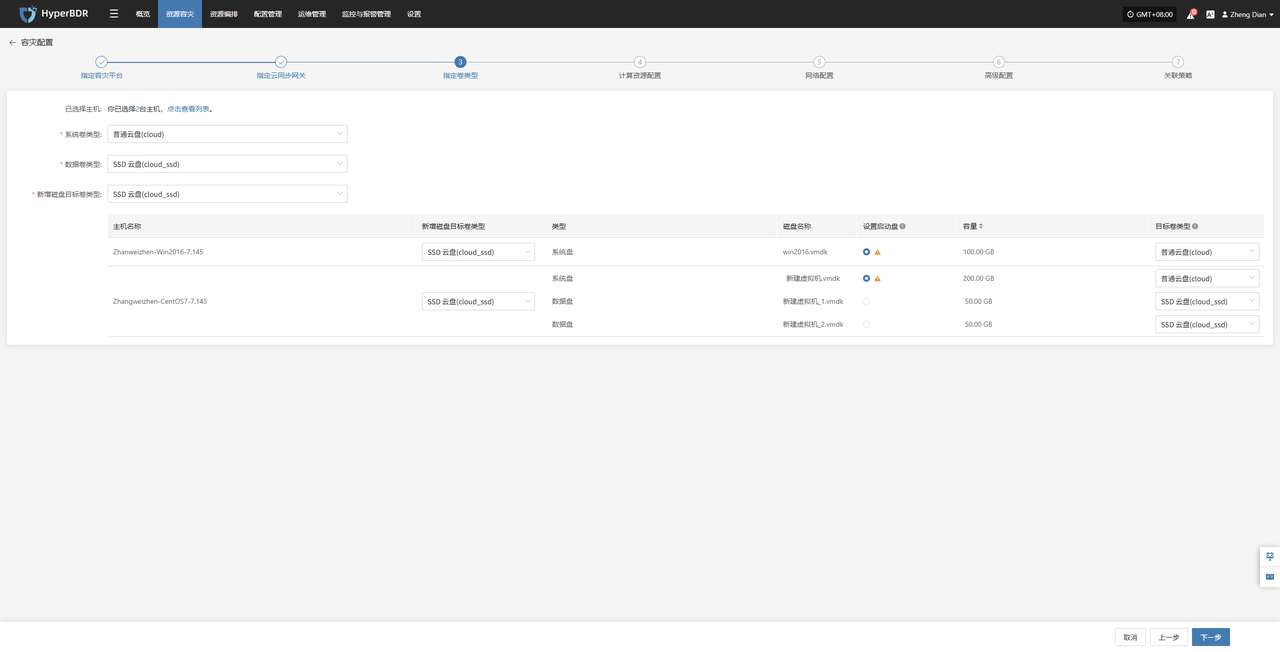 HyperBDR 概览 资源容灾 资源编排 配置管理 运维管理 监控与报警管理 设置 GMT+08:00 0 Zheng Dian
容灾配置
3 4 5 6 7
指定容灾平台 指定云同步网关 指定卷类型 计算资源配置 网络配置 高级配置 关联策略
已选择主机: 你已选择2台主机，点击查看列表。
* 系统卷类型: 普通云盘(cloud)
* 数据卷类型: SSD 云盘(cloud_ssd)
* 新增磁盘目标卷类型: SSD 云盘(cloud_ssd)
主机名称 新增磁盘目标卷类型 类型 磁盘名称 设置启动盘 容量 目标卷类型
Zhanweizhen-Win2016-7.145 SSD 云盘(cloud_ssd) 系统盘 win2016.vmdk 100.00 GB 普通云盘(cloud)
系统盘 新建虚拟机.vmdk 200.00 GB 普通云盘(cloud)
Zhangweizhen-CentOS7-7.143 SSD 云盘(cloud_ssd) 数据盘 新建虚拟机_1.vmdk 50.00 GB SSD 云盘(cloud_ssd)
数据盘 新建虚拟机_2.vmdk 50.00 GB SSD 云盘(cloud_ssd)
取消 上一步 下一步